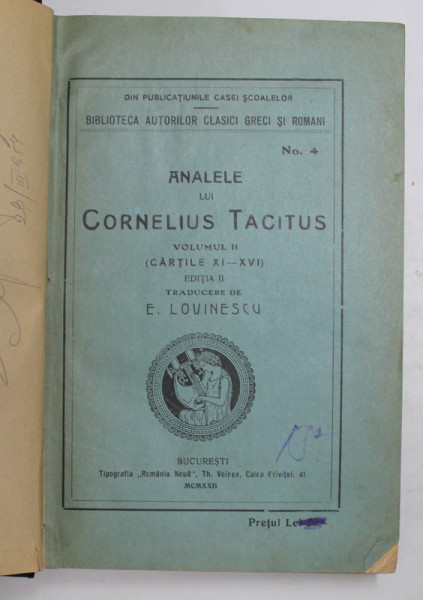 DIN PUBLICAȚIUNILE CASEI ȘCOALELOR
BIBLIOTECA AUTORILOR CLASICI GRECI ȘI ROMANI
No. 4
ANALELE
LUI
CORNELIUS TACITUS
VOLUMUL II
(CĂRȚILE XI—XVI)
EDIȚIA II
TRADUCERE DE
E. LOVINESCU
BUCUREȘTI
Tipografia „România Nouă", Th. Voinea, Calea Griviței, 41
MCMXXII
Prețul Lei